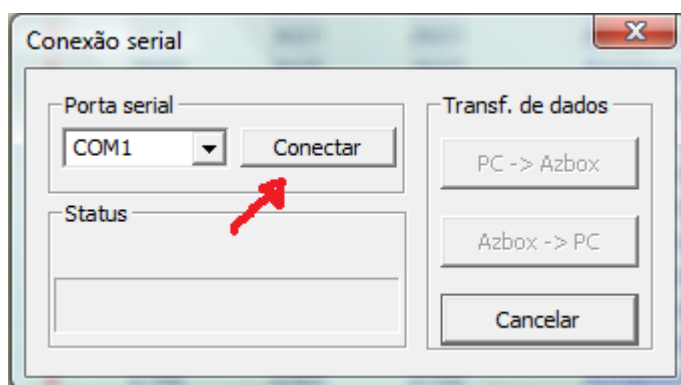 Conexão serial
Porta serial
COM1
Conectar
Status
Transf. de dados
PC -> Azbox
Azbox -> PC
Cancelar